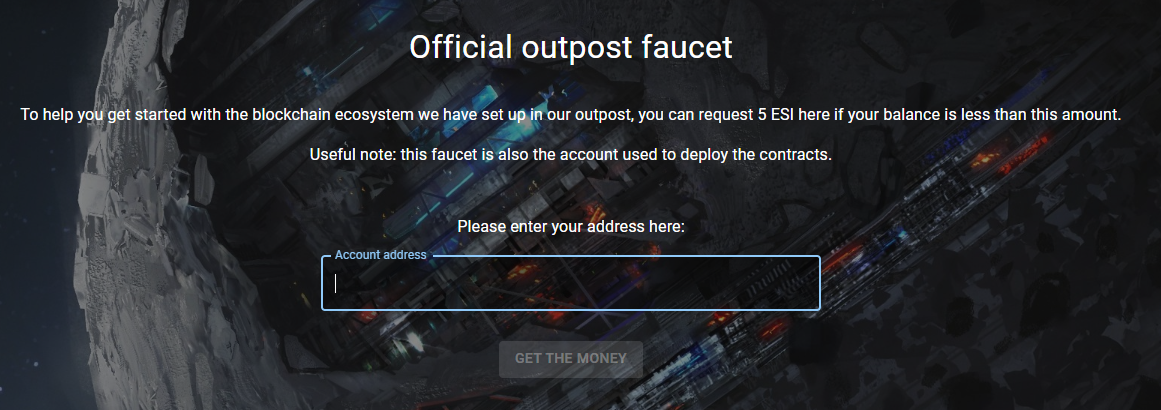 Official outpost faucet
To help you get started with the blockchain ecosystem we have set up in our outpost, you can request 5 ESI here if your balance is less than this amount.
Useful note: this faucet is also the account used to deploy the contracts.
Please enter your address here:
Account address
GET THE MONEY